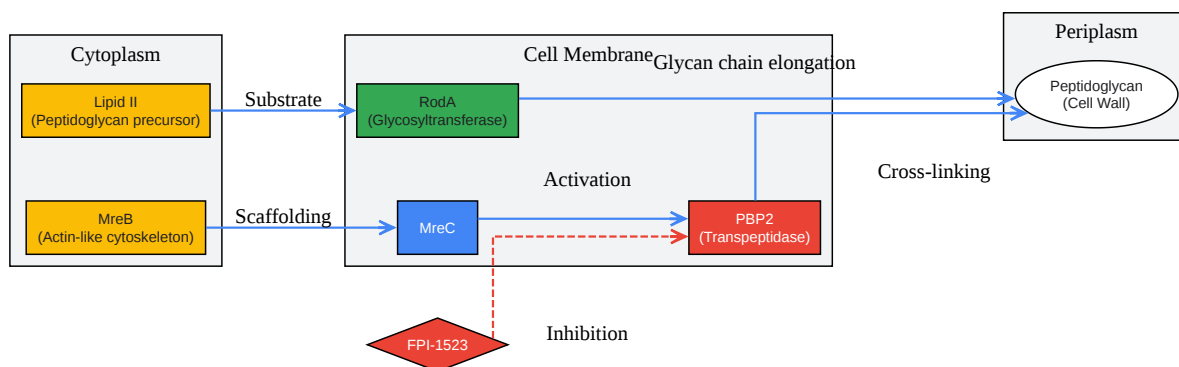 Cytoplasm
Cell Membrane
Periplasm
Glycan chain elongation
Lipid II
(Peptidoglycan precursor)
Substrate
RodA
(Glycosyltransferase)
Peptidoglycan
(Cell Wall)
Activation
Cross-linking
MreB
(Actin-like cytoskeleton)
Scaffolding
MreC
PBP2
(Transpeptidase)
Inhibition
FPI-1523